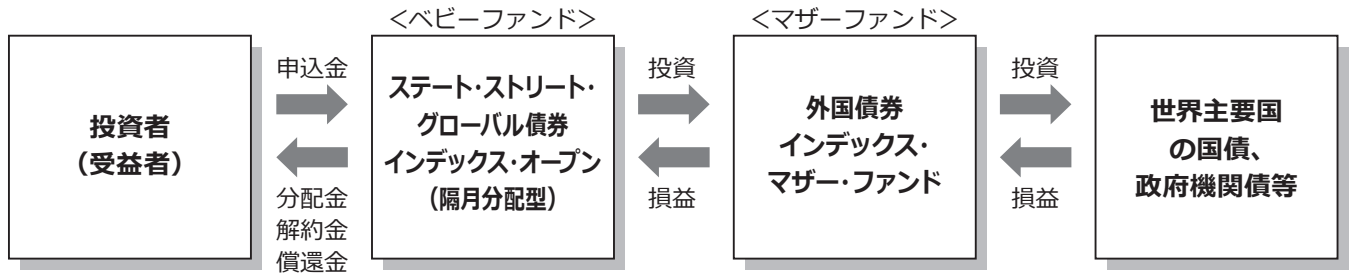 投資者
（受益者）
申込金
分配金
解約金
償還金
＜ベビーファンド＞
ステート・ストリート・
グローバル債券
インデックス・オープン
（隔月分配型）
投資
損益
＜マザーファンド＞
外国債券
インデックス・
マザー・ファンド
投資
損益
世界主要国
の国債、
政府機関債等